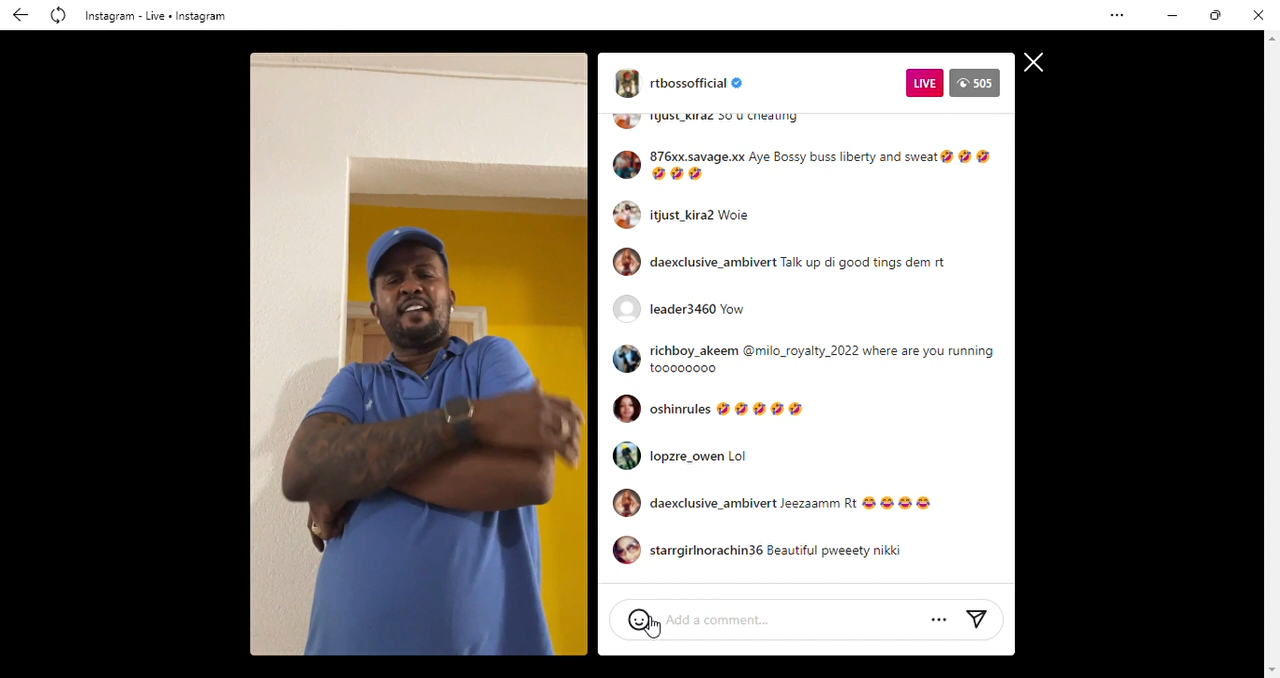 Instagram - Live • Instagram
rtbossofficial
LIVE
505
itjust_kira2 So u cheating
876xx.savage.xx Aye Bossy buss liberty and sweat🤣🤣🤣
🤣🤣🤣
itjust_kira2 Woie
daexclusive_ambivert Talk up di good tings dem rt
leader3460 Yow
richboy_akeem @milo_royalty_2022 where are you running
toooooooo
oshinrules 🤣🤣🤣🤣🤣
lopzre_owen Lol
daexclusive_ambivert Jeezaamm Rt 😂😂😂😂
starrgirlnorachin36 Beautiful pweeety nikki
Add a comment...